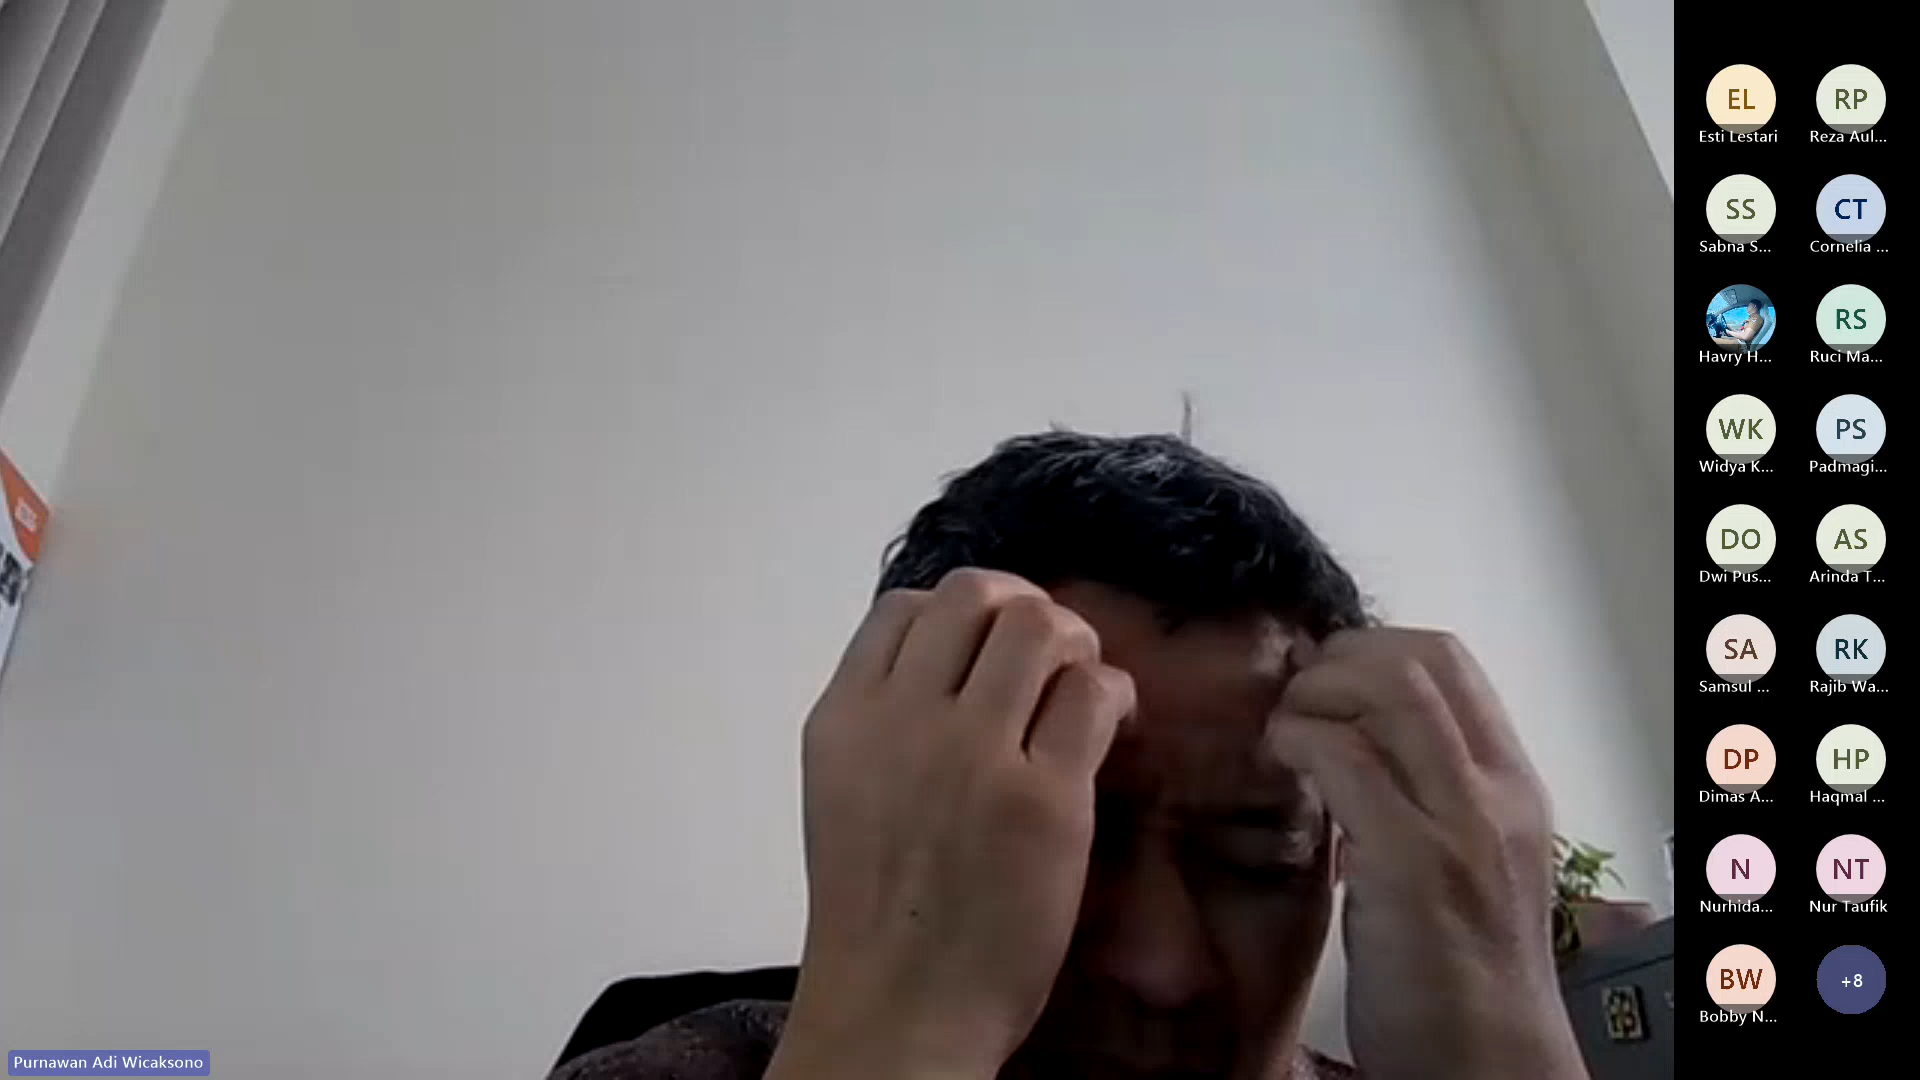 EL RP
Esti Lestari Reza Aul...
SS CT
Sabna S... Cornelia ...
RS
Havry H... Ruci Ma...
WK PS
Widya K... Padmagi...
DO AS
Dwi Pus... Arinda T...
SA RK
Samsul ... Rajib Wa...
DP HP
Dimas A... Haqmal ...
N NT
Nurhida... Nur Taufik
BW +8
Bobby N...
Purnawan Adi Wicaksono